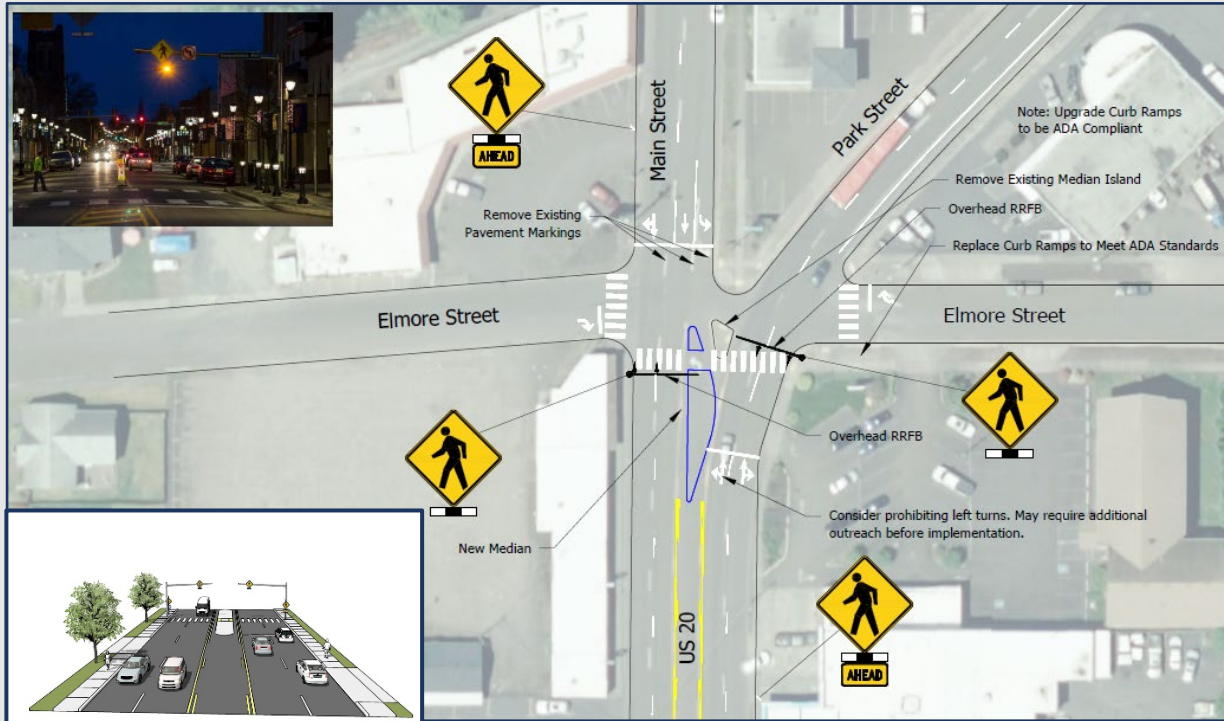 AHEAD
Main Street
Park Street
Note: Upgrade Curb Ramps
to be ADA Compliant
Remove Existing Median Island
Overhead RRFB
Remove Existing
Pavement Markings
Replace Curb Ramps to Meet ADA Standards
Elmore Street
Elmore Street
Overhead RRFB
New Median
Consider prohibiting left turns. May require additional
outreach before implementation.
US 20
AHEAD